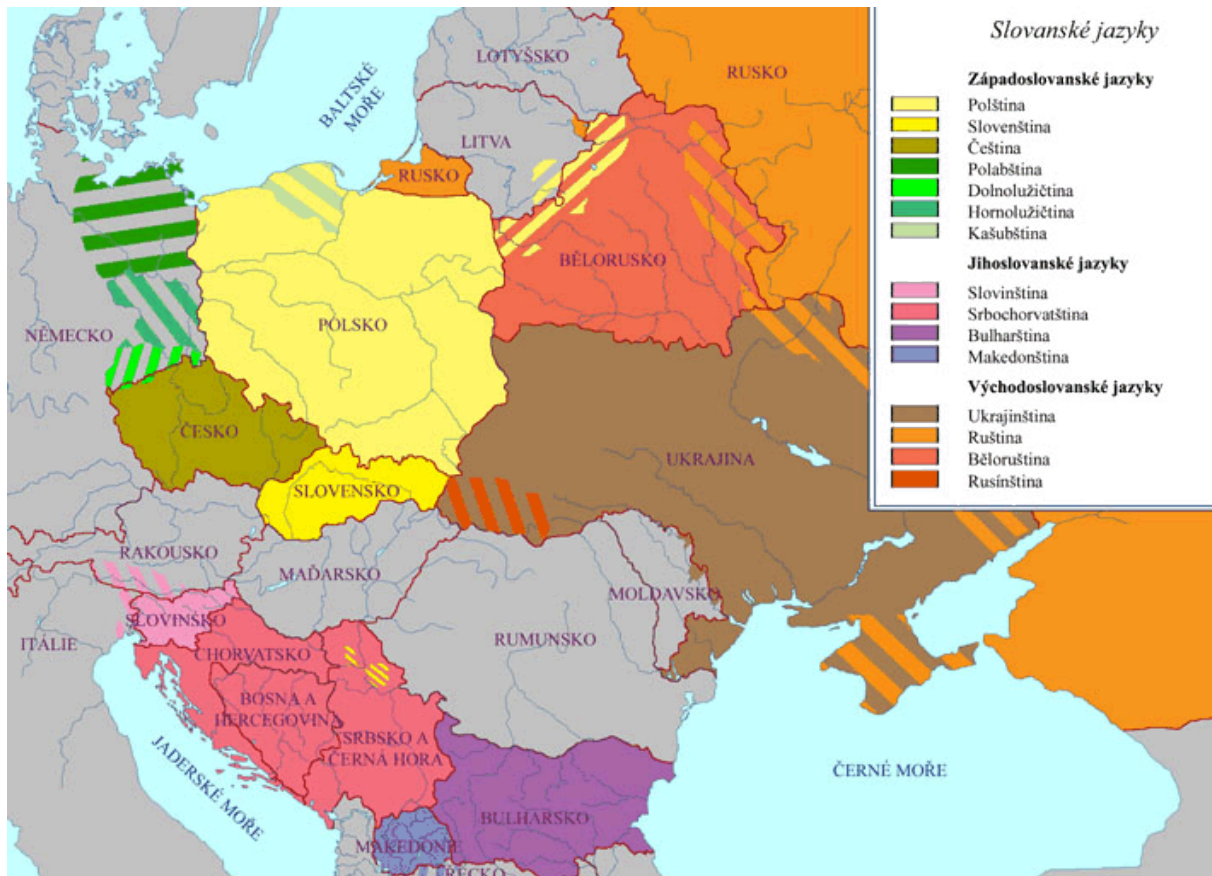 Slovanské jazyky
Západoslovanské jazyky
Polština
Slovenština
Čeština
Polabština
Dolnolužičtina
Hornolužičtina
Kašubština
Jihoslovanské jazyky
Slovinština
Srbochorvatština
Bulharština
Makedonština
Východoslovanské jazyky
Ukrajinština
Ruština
Běloruština
Rusínština
LOTYŠSKO
RUSKO
BALTSKÉ
MOŘE
LITVA
RUSKO
BĚLORUSKO
NĚMECKO
POLSKO
ČESKO
UKRAJINA
SLOVENSKO
RAKOUSKO
MAĎARSKO
MOLDAVSKO
SLOVINSKO
ITÁLIE
RUMUNSKO
CHORVATSKO
BOSNA A
HERCEGOVINA
SRBSKO A
ČERNÁ HORA
JADERSKÉ MOŘE
ČERNÉ MOŘE
BULHARSKO
MAKEDONIE
ŘECKO